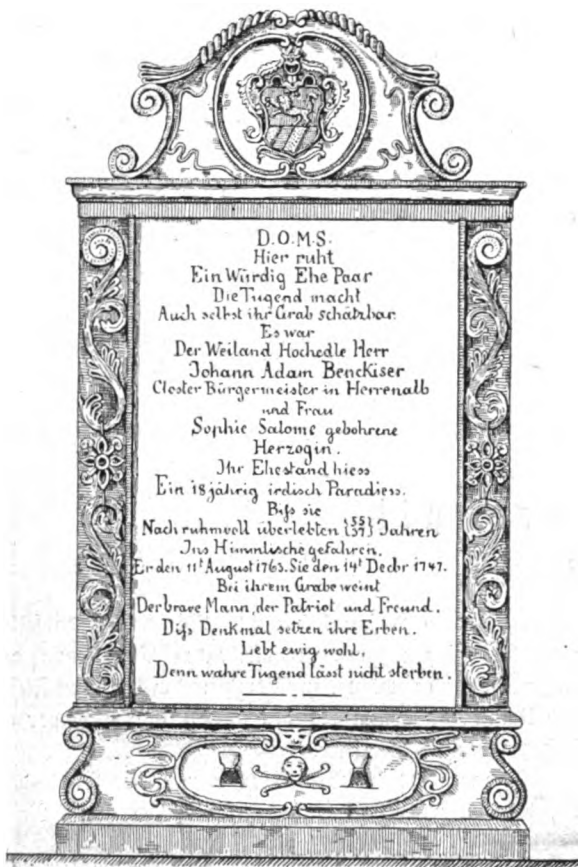 D.O.M.S.
Hier ruht
Ein Würdig Ehe Paar
Die Tugend macht
Auch selbst ihr Grab schätzbar.
Es war
Der Weiland Hochedle Herr
Johann Adam Benckiser
Closter Bürgermeister in Herrenalb
und Frau
Sophie Salome gebohrene
Herzogin.
Ihr Ehestand hiess
Ein 18 jährig irdisch Paradiess.
Biß sie
Nach ruhmvoll überlebten {55/37} Jahren
Ins Himmlische gefahren.
Er den 11t August 1763. Sie den 14t Decbr 1747.
Bei ihrem Grabe weint
Der brave Mann, der Patriot und Freund.
Diß Denkmal setzen ihre Erben.
Lebt ewig wohl,
Denn wahre Tugend lässt nicht sterben.